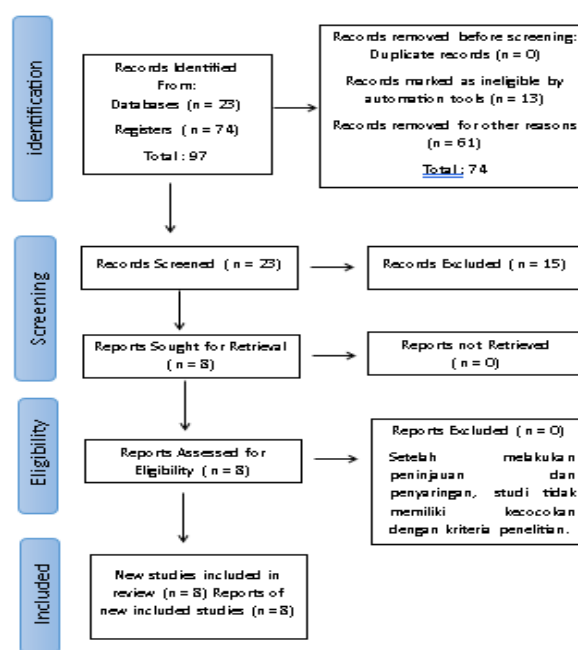 identification
Records Identified
From:
Databases (n = 23)
Registers (n = 74)
Total : 97
Records removed before screening:
Duplicate records (n = 0)
Records marked as ineligible by
automation tools (n = 13)
Records removed for other reasons
(n = 61)
Total : 74
Screening
Records Screened ( n = 23)
Records Excluded ( n = 15)
Reports Sought for Retrieval
( n = 8)
Reports not Retrieved
( n = 0)
Eligibility
Reports Assessed for
Eligibility ( n = 8)
Reports Excluded ( n = 0)
Setelah melakukan
peninjauan dan
penyaringan, studi tidak
memiliki kecocokan
dengan kriteria penelitian.
Included
New studies included in
review (n = 8) Reports of
new included studies (n = 8)